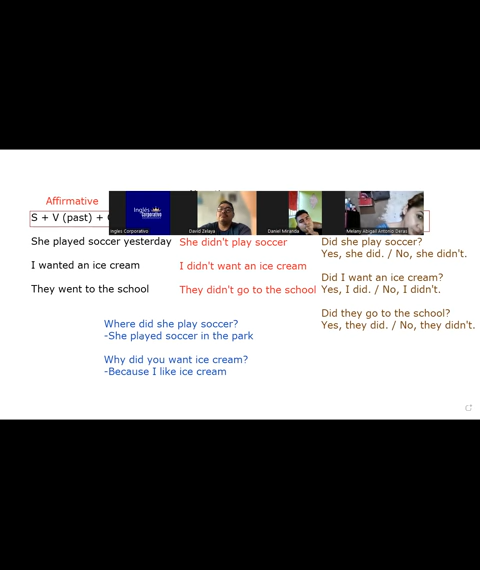 Affirmative
S + V (past) +
Inglés
Corporativo
Ingles Corporativo
David Zelaya
Daniel Miranda
Melany Abigail Antonio Deras
She played soccer yesterday
I wanted an ice cream
They went to the school
She didn't play soccer
I didn't want an ice cream
They didn't go to the school
Did she play soccer?
Yes, she did. / No, she didn't.
Did I want an ice cream?
Yes, I did. / No, I didn't.
Did they go to the school?
Yes, they did. / No, they didn't.
Where did she play soccer?
-She played soccer in the park
Why did you want ice cream?
-Because I like ice cream